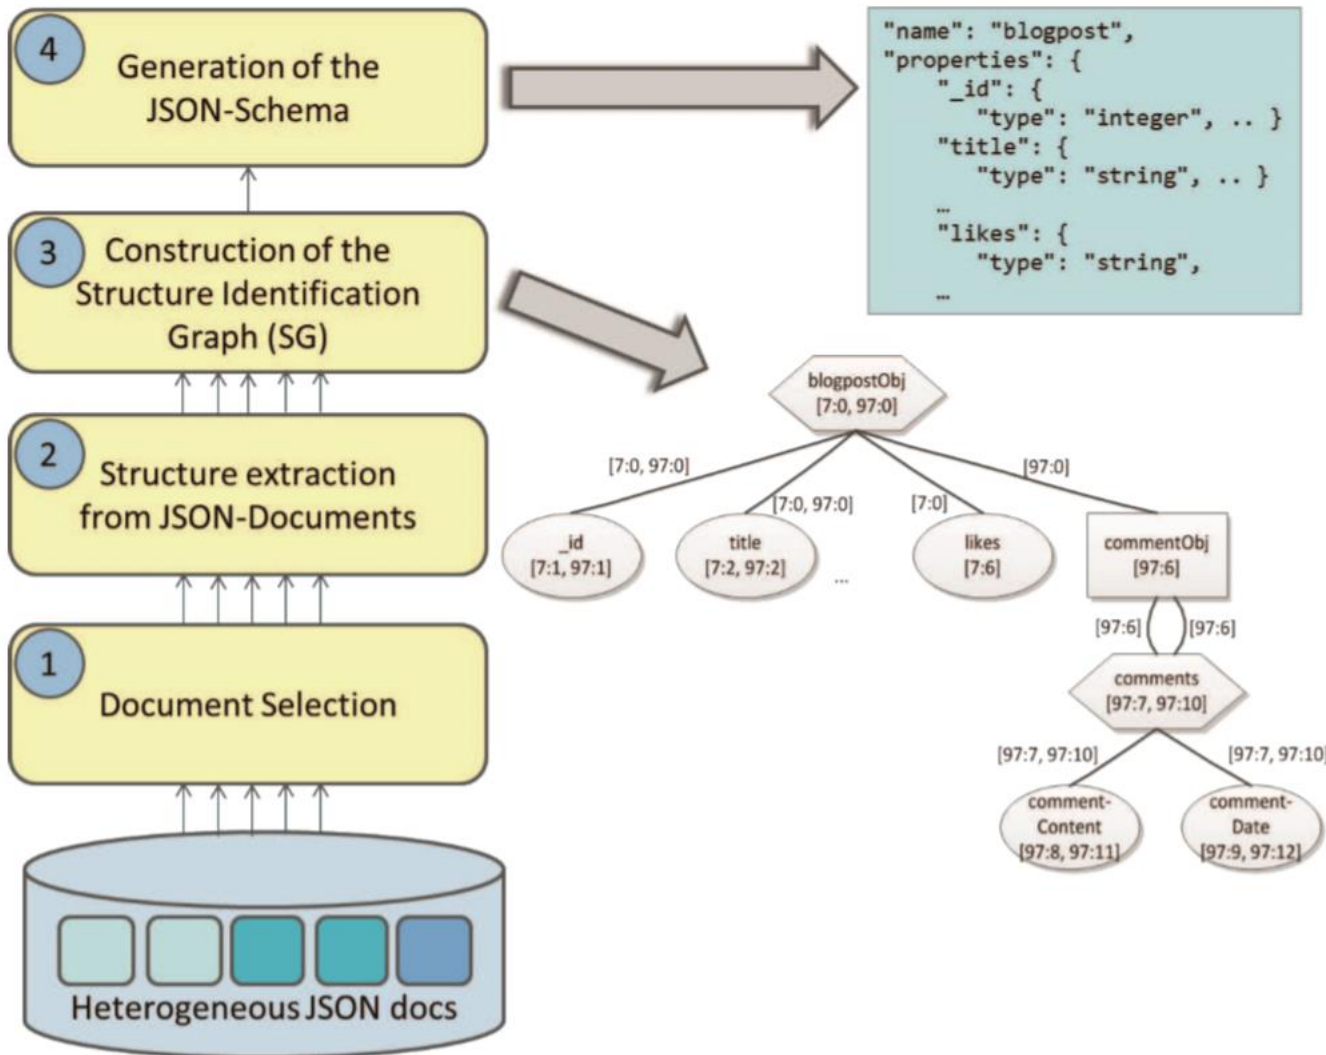 4
Generation of the
JSON-Schema
3
Construction of the
Structure Identification
Graph (SG)
2
Structure extraction
from JSON-Documents
1
Document Selection
Heterogeneous JSON docs
"name": "blogpost",
"properties": {
"_id": {
"type": "integer", .. }
"title": {
"type": "string", .. }
…
"likes": {
"type": "string",
…
blogpostObj
[7:0, 97:0]
[7:0, 97:0]
[7:0, 97:0]
[7:0]
[97:0]
_id
[7:1, 97:1]
title
[7:2, 97:2]
...
likes
[7:6]
commentObj
[97:6]
[97:6]
[97:6]
comments
[97:7, 97:10]
[97:7, 97:10]
[97:7, 97:10]
comment-
Content
[97:8, 97:11]
comment-
Date
[97:9, 97:12]